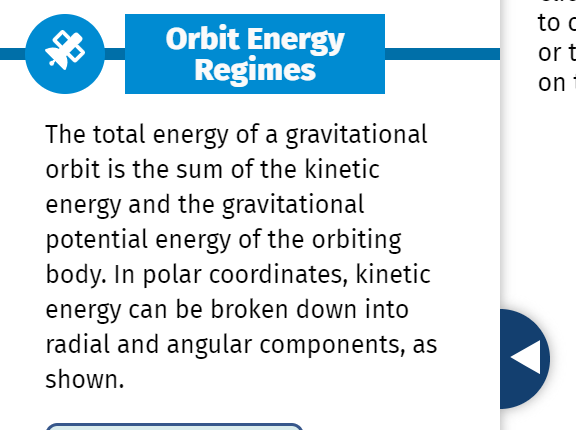 Orbit Energy
Regimes
The total energy of a gravitational
orbit is the sum of the kinetic
energy and the gravitational
potential energy of the orbiting
body. In polar coordinates, kinetic
energy can be broken down into
radial and angular components, as
shown.
to
or
on